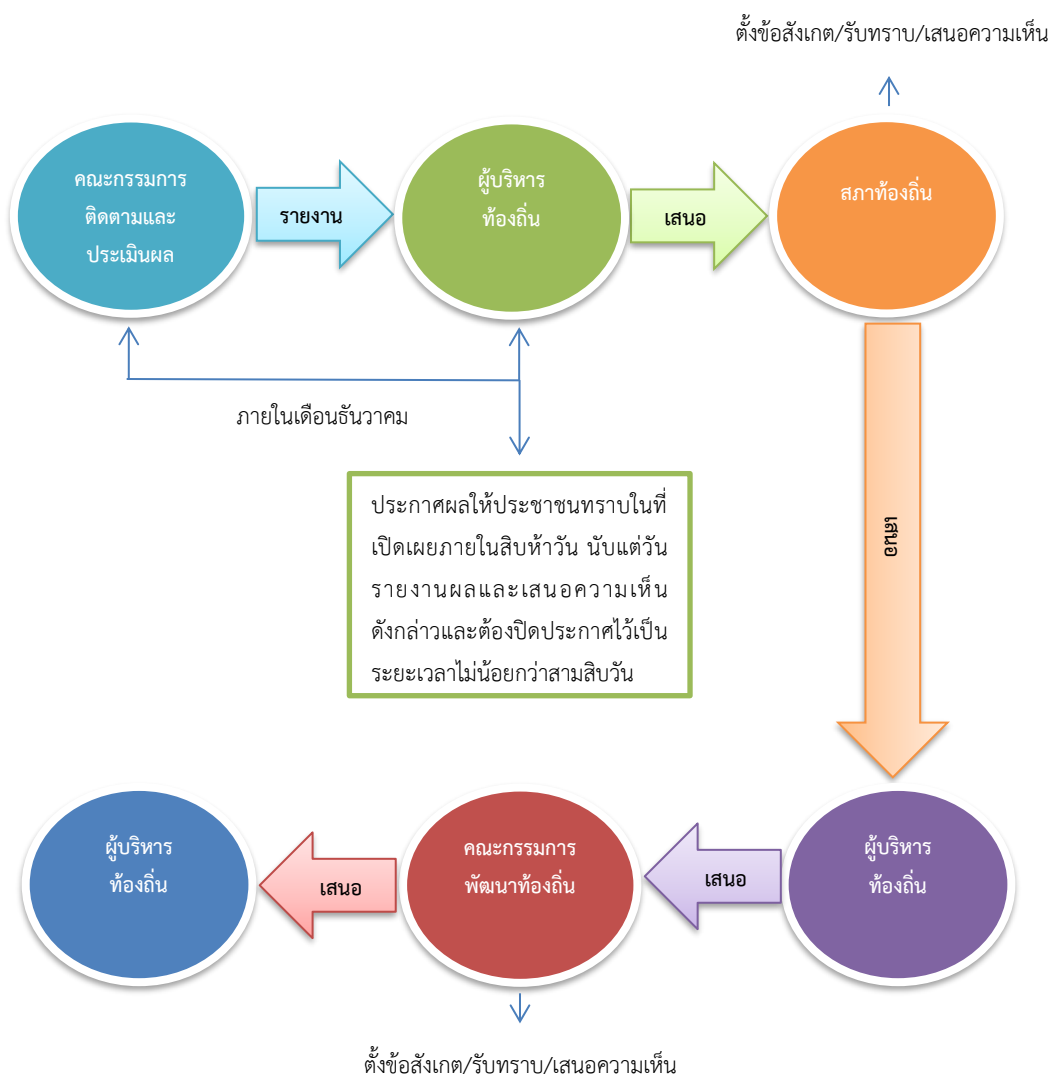 ตั้งข้อสังเกต/รับทราบ/เสนอความเห็น
คณะกรรมการ
ติดตามและ
ประเมินผล
รายงาน
ผู้บริหาร
ท้องถิ่น
เสนอ
สภาท้องถิ่น
ภายในเดือนธันวาคม
ประกาศผลให้ประชาชนทราบในที่
เปิดเผยภายในสิบห้าวัน นับแต่วัน
รายงานผลและเสนอความเห็น
ดังกล่าวและต้องปิดประกาศไว้เป็น
ระยะเวลาไม่น้อยกว่าสามสิบวัน
เสนอ
ผู้บริหาร
ท้องถิ่น
เสนอ
คณะกรรมการ
พัฒนาท้องถิ่น
เสนอ
ผู้บริหาร
ท้องถิ่น
ตั้งข้อสังเกต/รับทราบ/เสนอความเห็น